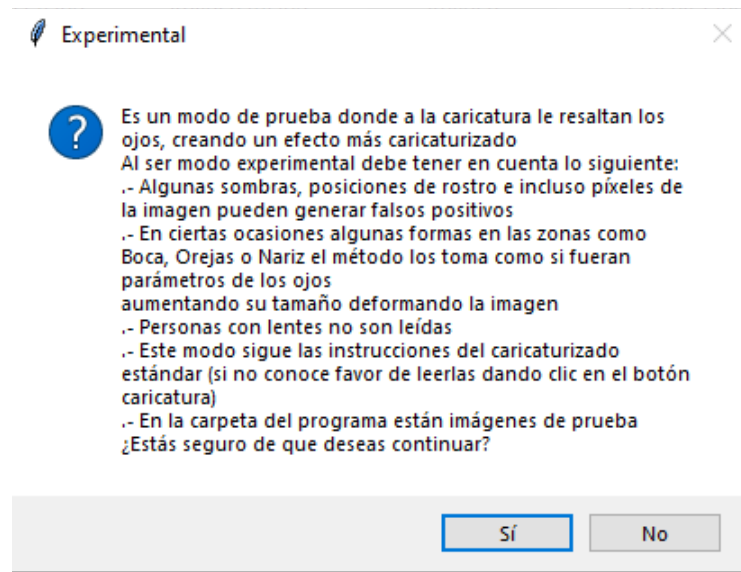 Experimental
Es un modo de prueba donde a la caricatura le resaltan los
ojos, creando un efecto más caricaturizado
Al ser modo experimental debe tener en cuenta lo siguiente:
.- Algunas sombras, posiciones de rostro e incluso píxeles de
la imagen pueden generar falsos positivos
.- En ciertas ocasiones algunas formas en las zonas como
Boca, Orejas o Nariz el método los toma como si fueran
parámetros de los ojos
aumentando su tamaño deformando la imagen
.- Personas con lentes no son leídas
.- Este modo sigue las instrucciones del caricaturizado
estándar (si no conoce favor de leerlas dando clic en el botón
caricatura)
.- En la carpeta del programa están imágenes de prueba
¿Estás seguro de que deseas continuar?
Sí
No